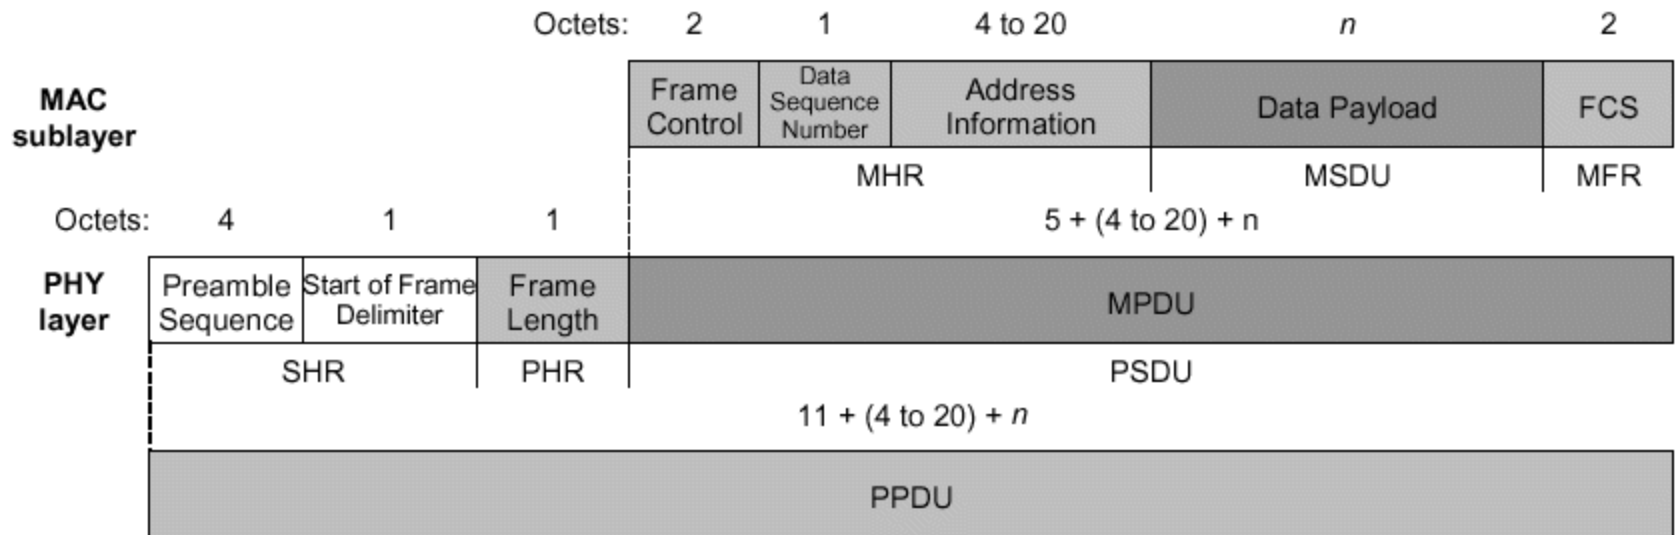 Octets: 2 1 4 to 20 n 2
MAC
sublayer
Frame
Control
Data
Sequence
Number
Address
Information
Data Payload
FCS
MHR MSDU MFR
Octets: 4 1 1 5 + (4 to 20) + n
PHY
layer
Preamble
Sequence
Start of Frame
Delimiter
Frame
Length
MPDU
SHR PHR PSDU
11 + (4 to 20) + n
PPDU